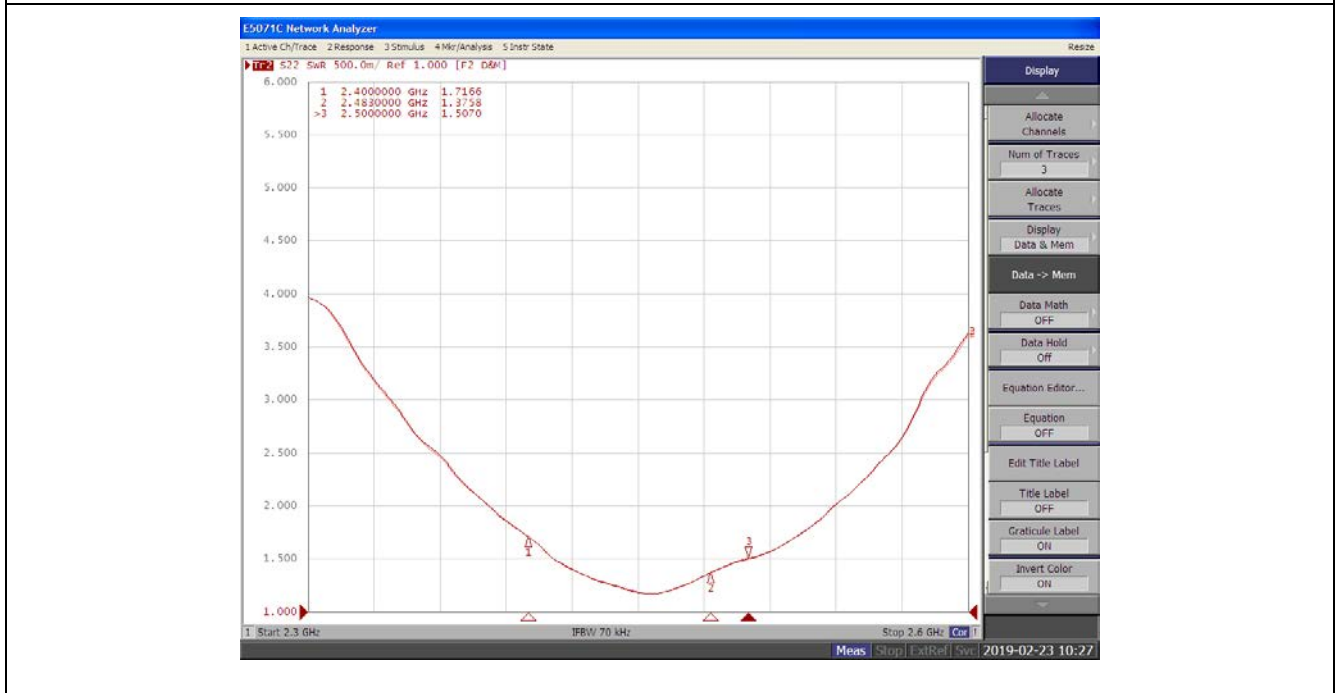 E5071C Network Analyzer
1 Active Ch/Trace 2 Response 3 Stimulus 4 Mkr/Analysis 5 Instr State Resize
Tr2 S22 SWR 500.0m/ Ref 1.000 [F2 D&M]
1 2.4000000 GHz 1.7166
2 2.4830000 GHz 1.3758
>3 2.5000000 GHz 1.5070
6.000
5.500
5.000
4.500
4.000
3.500
3.000
2.500
2.000
1.500
1.000
1
2
3
3
Display
Allocate
Channels
Num of Traces
3
Allocate
Traces
Display
Data & Mem
Data -> Mem
Data Math
OFF
Data Hold
Off
Equation Editor...
Equation
OFF
Edit Title Label
Title Label
OFF
Graticule Label
ON
Invert Color
ON
1 Start 2.3 GHz IFBW 70 kHz Stop 2.6 GHz Cor !
Meas Stop ExtRef Svc 2019-02-23 10:27